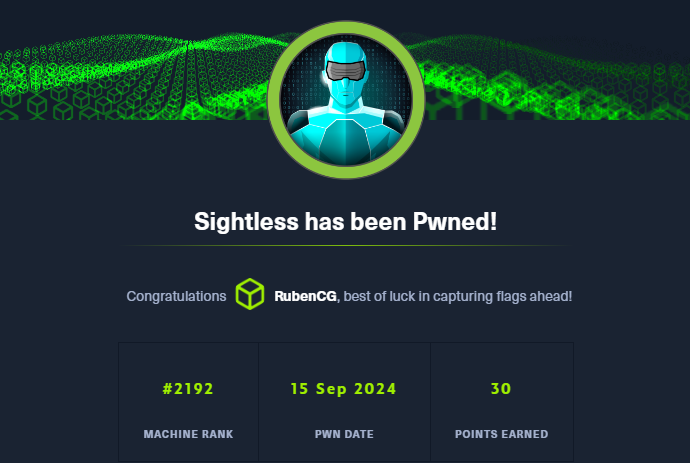 Sightless has been Pwned!
Congratulations RubenCG, best of luck in capturing flags ahead!
#2192 15 Sep 2024 30
MACHINE RANK PWN DATE POINTS EARNED